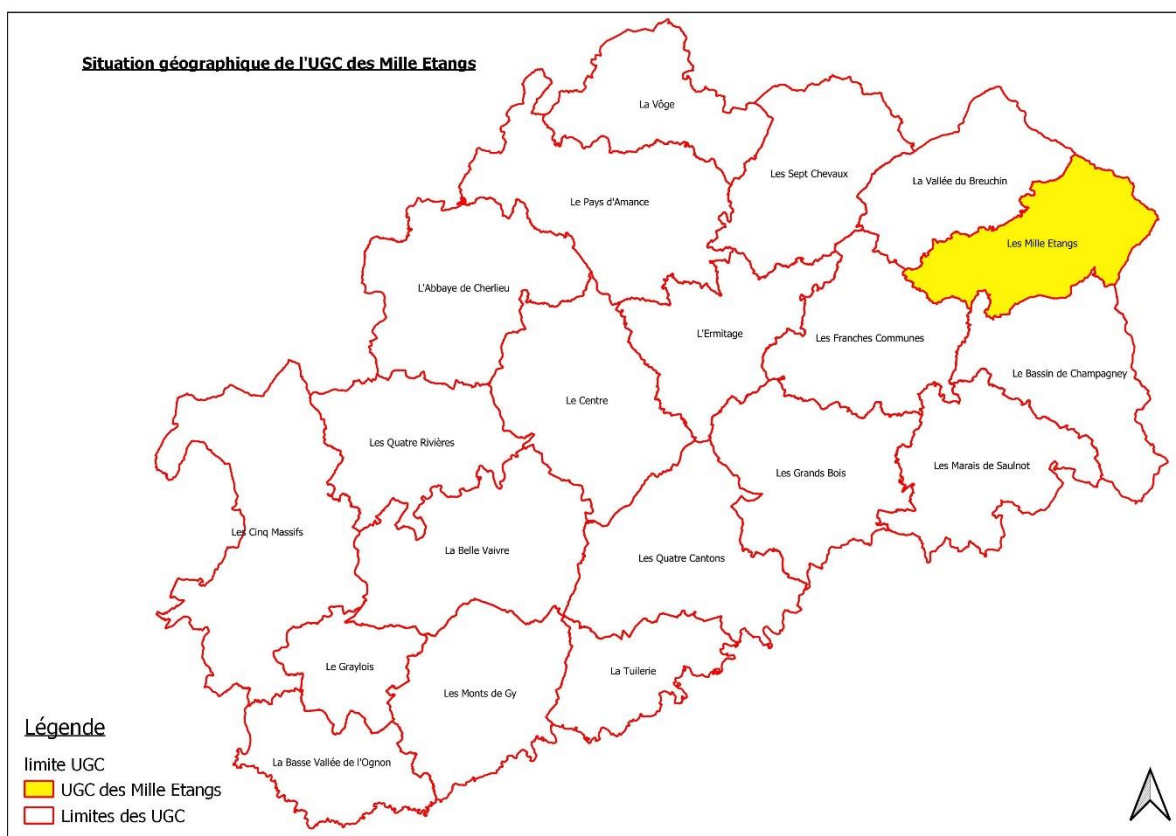 Situation géographique de l'UGC des Mille Etangs
La Vôge
Les Sept Chevaux
La Vallée du Breuchin
Le Pays d'Amance
Les Mille Etangs
L'Abbaye de Cherlieu
L'Ermitage
Les Franches Communes
Le Bassin de Champagney
Le Centre
Les Quatre Rivières
Les Grands Bois
Les Marais de Saulnot
Les Cinq Massifs
La Belle Vaivre
Les Quatre Cantons
Le Graylois
La Tuilerie
Les Monts de Gy
La Basse Vallée de l'Ognon
Légende
limite UGC
UGC des Mille Etangs
Limites des UGC